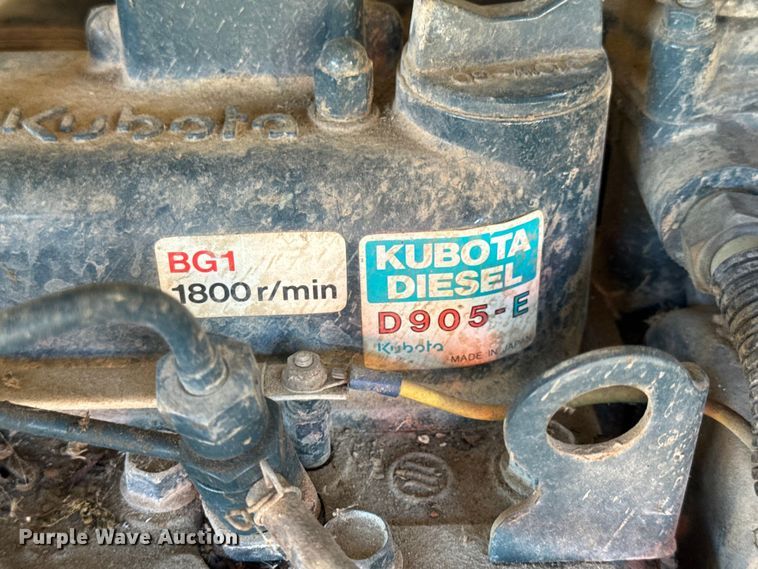 Kubota
BG1
1800 r/min
KUBOTA
DIESEL
D905-E
Kubota
MADE IN JAPAN
Purple Wave Auction